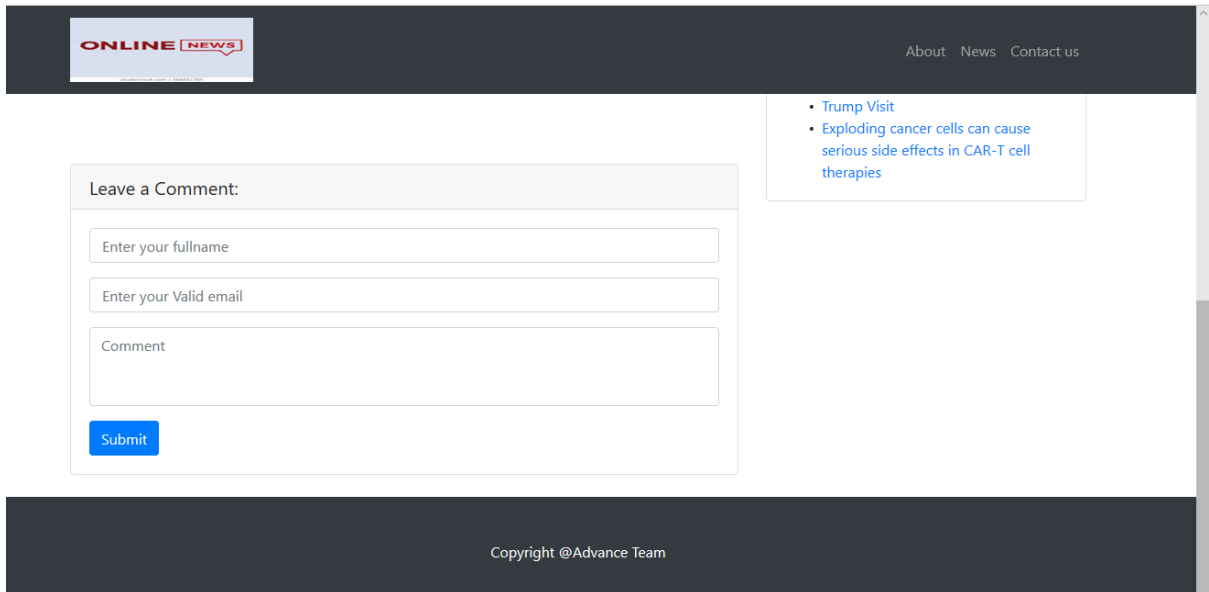 ONLINE NEWS
About News Contact us
Trump Visit
Exploding cancer cells can cause
serious side effects in CAR-T cell
therapies
Leave a Comment:
Enter your fullname
Enter your Valid email
Comment
Submit
Copyright @Advance Team